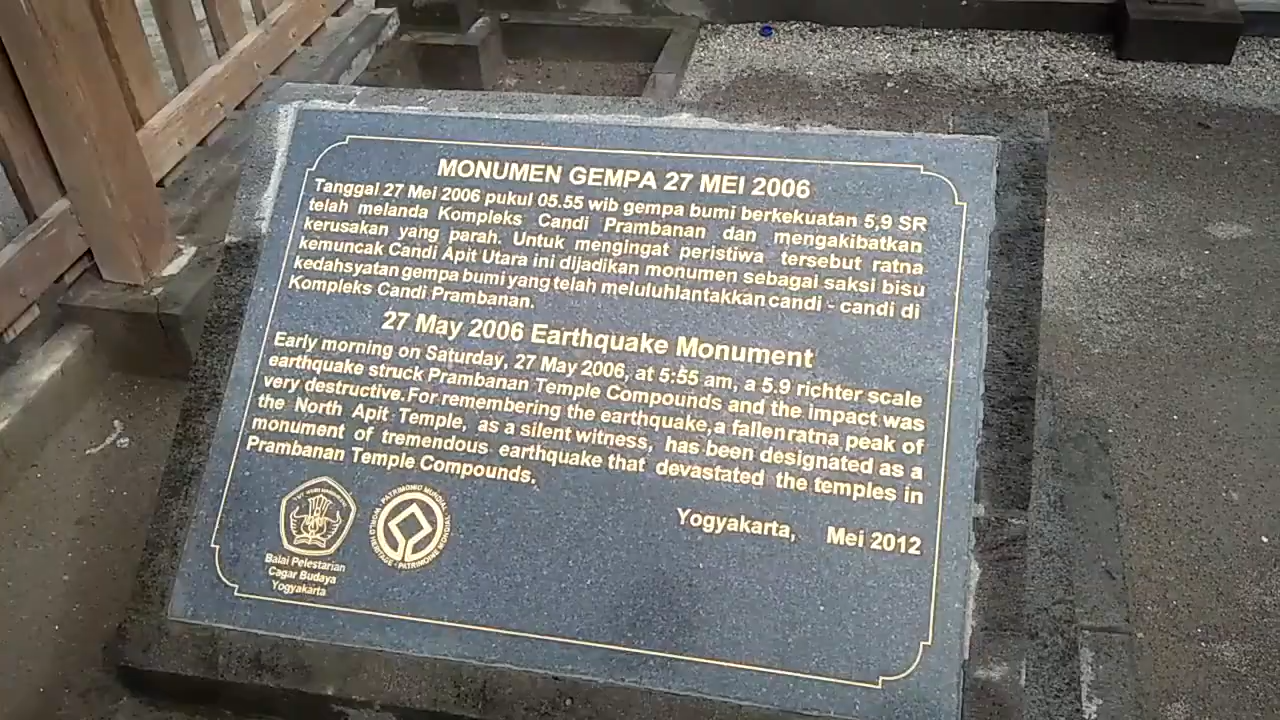 MONUMEN GEMPA 27 MEI 2006
Tanggal 27 Mei 2006 pukul 05.55 wib gempa bumi berkekuatan 5,9 SR
telah melanda Kompleks Candi Prambanan dan mengakibatkan
kerusakan yang parah. Untuk mengingat peristiwa tersebut ratna
kemuncak Candi Apit Utara ini dijadikan monumen sebagai saksi bisu
kedahsyatan gempa bumi yang telah meluluhlantakkan candi - candi di
Kompleks Candi Prambanan.
27 May 2006 Earthquake Monument
Early morning on Saturday, 27 May 2006, at 5:55 am, a 5.9 richter scale
earthquake struck Prambanan Temple Compounds and the impact was
very destructive. For remembering the earthquake, a fallen ratna peak of
the North Apit Temple, as a silent witness, has been designated as a
monument of tremendous earthquake that devastated the temples in
Prambanan Temple Compounds.
Yogyakarta, Mei 2012
WORLD HERITAGE • PATRIMOINE MONDIAL • PATRIMONIO MUNDIAL
Balai Pelestarian
Cagar Budaya
Yogyakarta